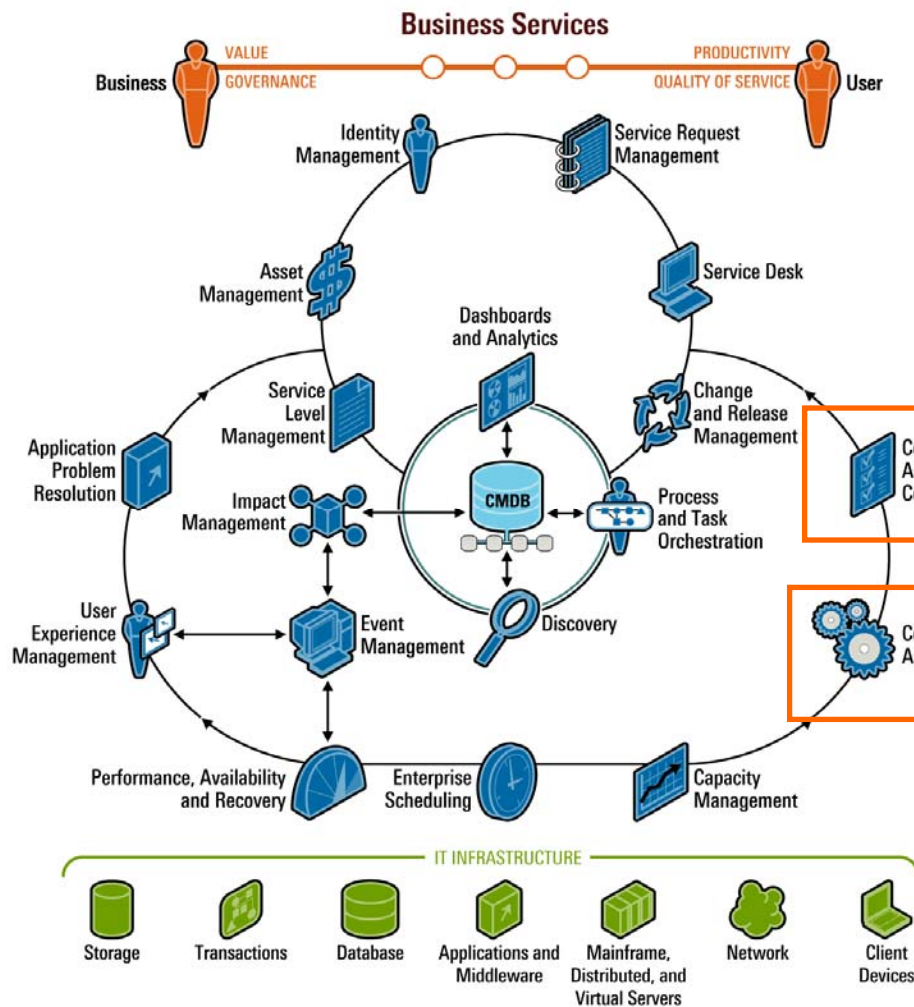 Business Services
VALUE
PRODUCTIVITY
Business
User
GOVERNANCE
QUALITY OF SERVICE
Identity
Management
Service Request
Management
Asset
Management
Service Desk
Dashboards
and Analytics
Service
Level
Management
Change
and Release
Management
Application
Problem
Resolution
Impact
Management
CMDB
Process
and Task
Orchestration
User
Experience
Management
Event
Management
Discovery
Performance, Availability
and Recovery
Enterprise
Scheduling
Capacity
Management
IT INFRASTRUCTURE
Storage
Transactions
Database
Applications and
Middleware
Mainframe,
Distributed, and
Virtual Servers
Network
Client
Devices